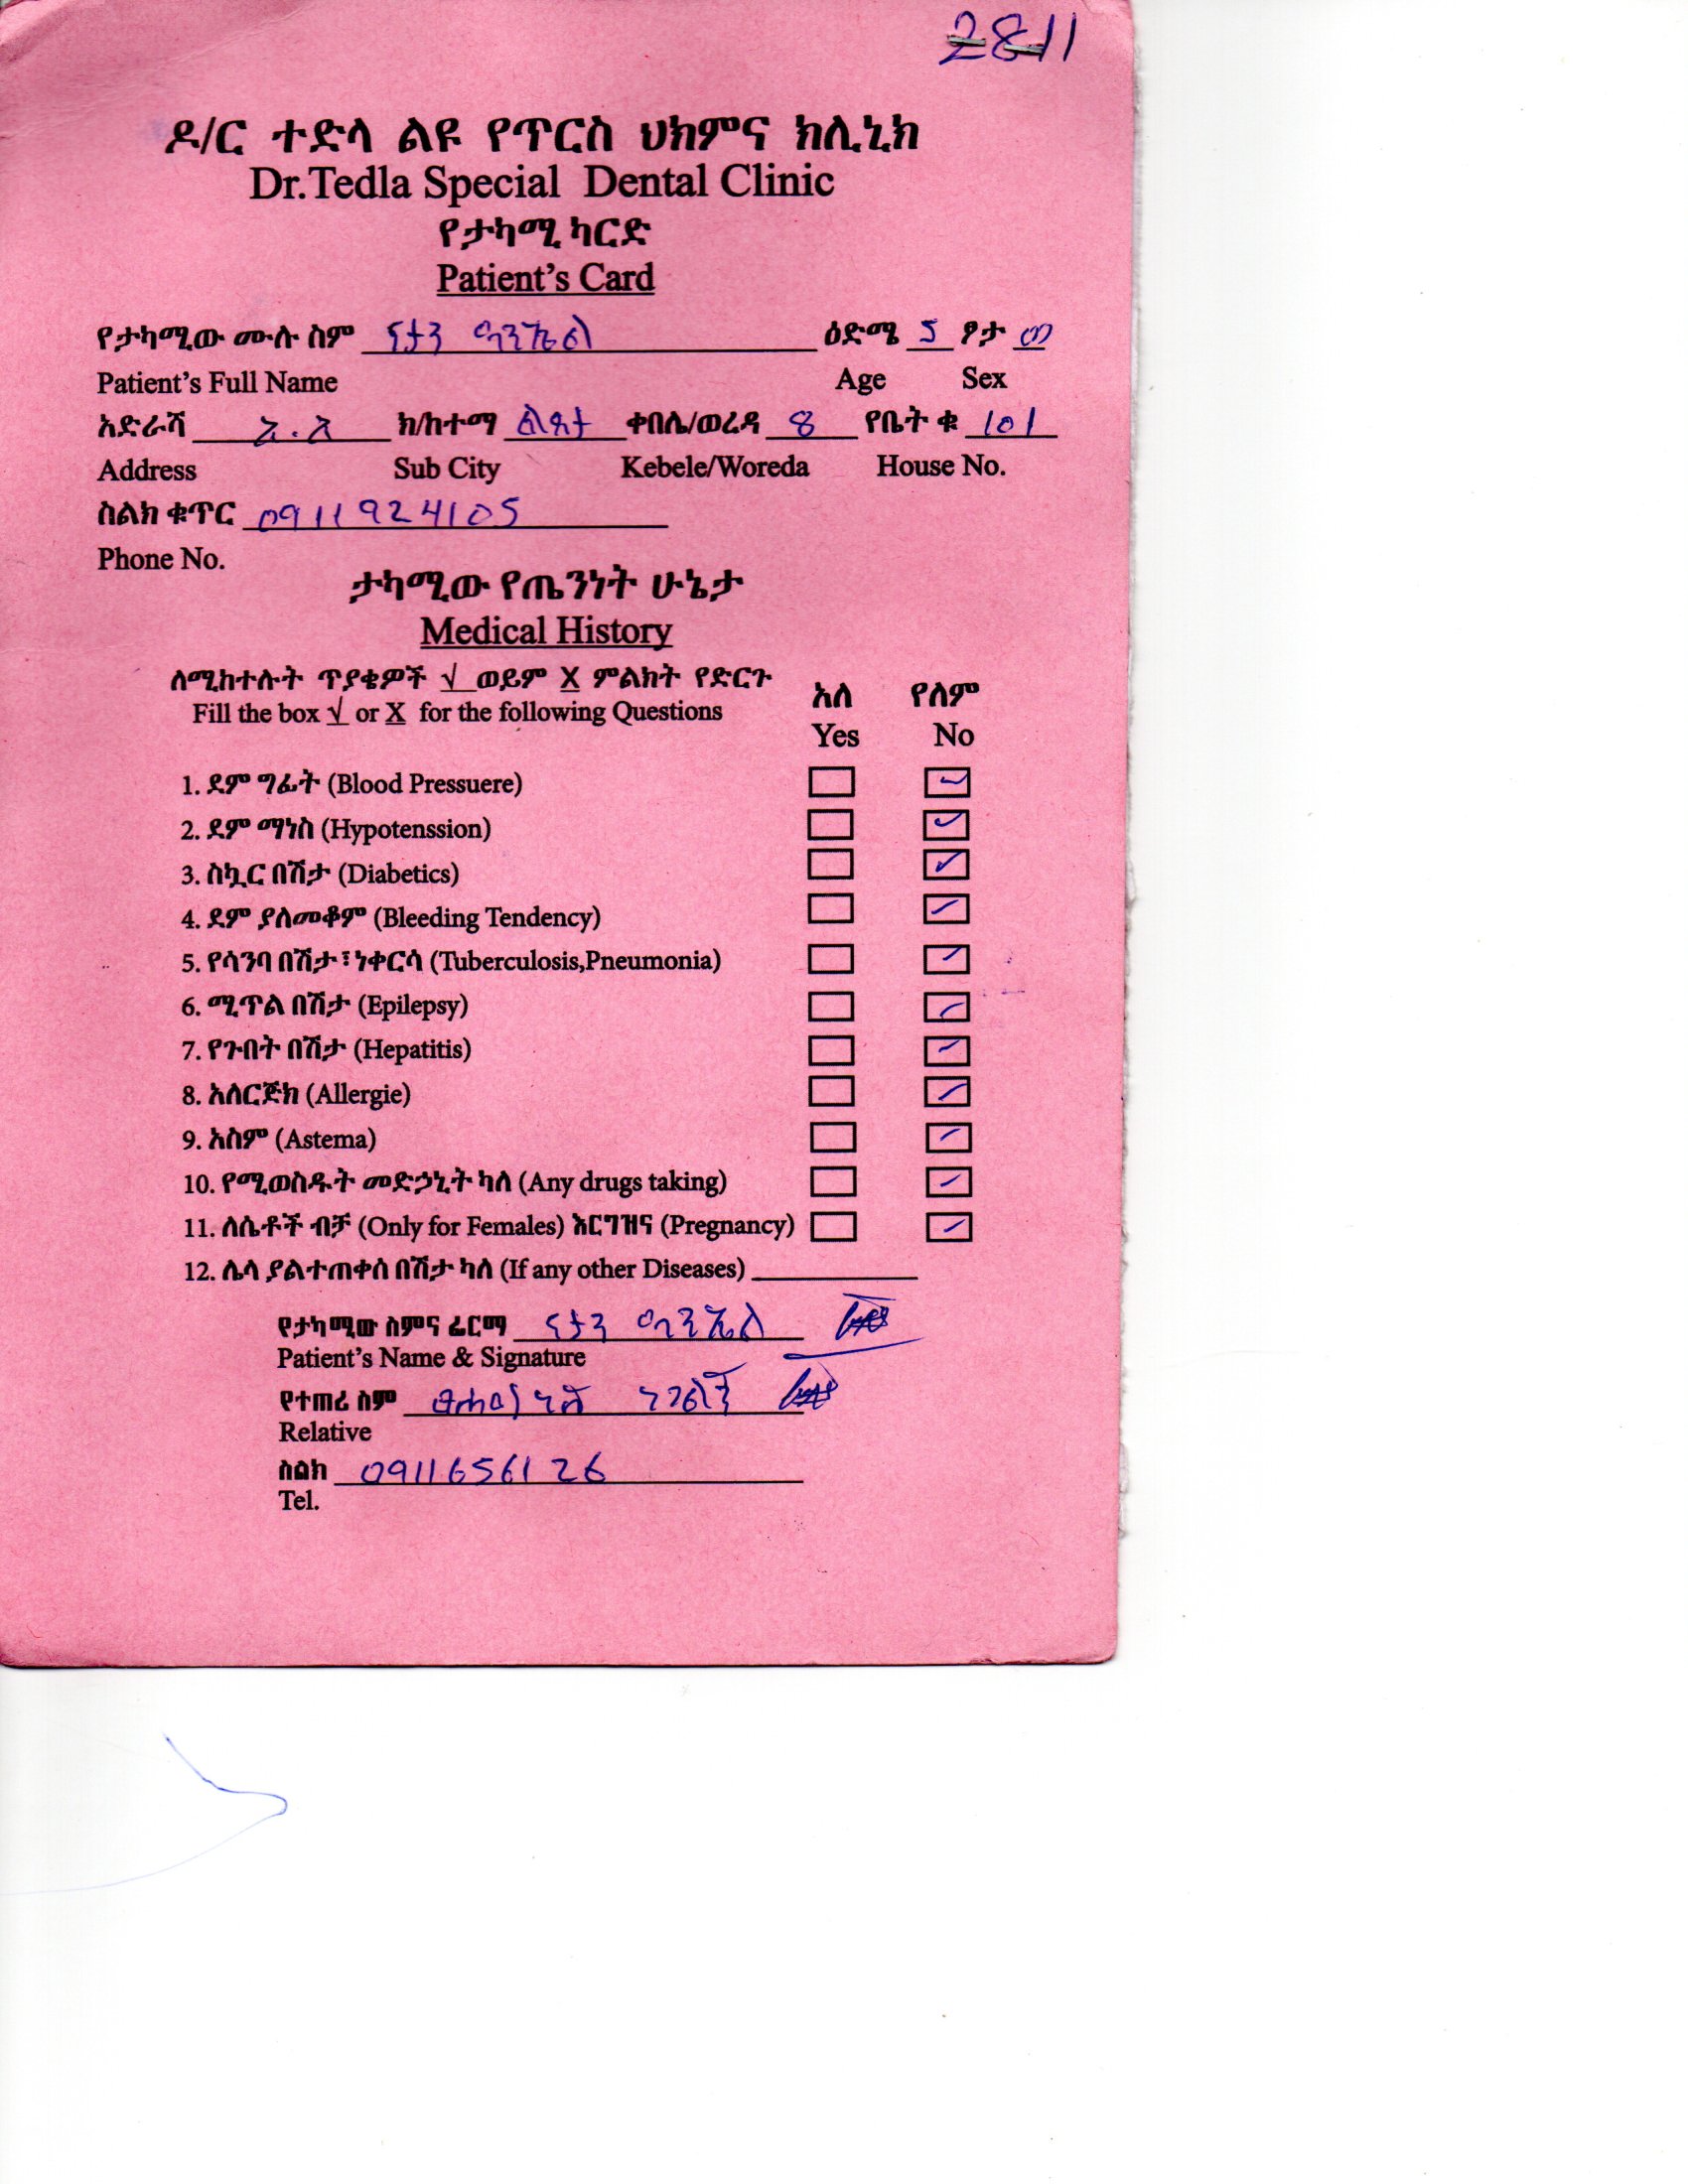 2811
ዶ/ር ተድላ ልዩ የጥርስ ህክምና ክሊኒክ
Dr.Tedla Special Dental Clinic
የታካሚ ካርድ
Patient's Card
የታካሚው ሙሉ ስም ናታን ዳንኤል ዕድሜ 5 ፆታ ወ
Patient's Full Name Age Sex
አድራሻ አ.አ ክ/ከተማ ልደታ ቀበሌ/ወረዳ 8 የቤት ቁ 101
Address Sub City Kebele/Woreda House No.
ስልክ ቁጥር 0911924105
Phone No.
ታካሚው የጤንነት ሁኔታ
Medical History
ለሚከተሉት ጥያቄዎች √ ወይም X ምልክት የድርጉ
Fill the box √ or X for the following Questions
አለ የለም
Yes No
1. ደም ግፊት (Blood Pressuere)
2. ደም ማነስ (Hypotenssion)
3. ስኳር በሽታ (Diabetics)
4. ደም ያለመቆም (Bleeding Tendency)
5. የሳንባ በሽታ፣ነቀርሳ (Tuberculosis,Pneumonia)
6. ሚጥል በሽታ (Epilepsy)
7. የጉበት በሽታ (Hepatitis)
8. አለርጅክ (Allergie)
9. አስም (Astema)
10. የሚወስዱት መድኃኒት ካለ (Any drugs taking)
11. ለሴቶች ብቻ (Only for Females) እርግዝና (Pregnancy)
12. ሌላ ያልተጠቀሰ በሽታ ካለ (If any other Diseases)
የታካሚው ስምና ፊርማ ናታን ዳንኤል
Patient's Name & Signature
የተጠሪ ስም
Relative
ስልክ 0911656126
Tel.